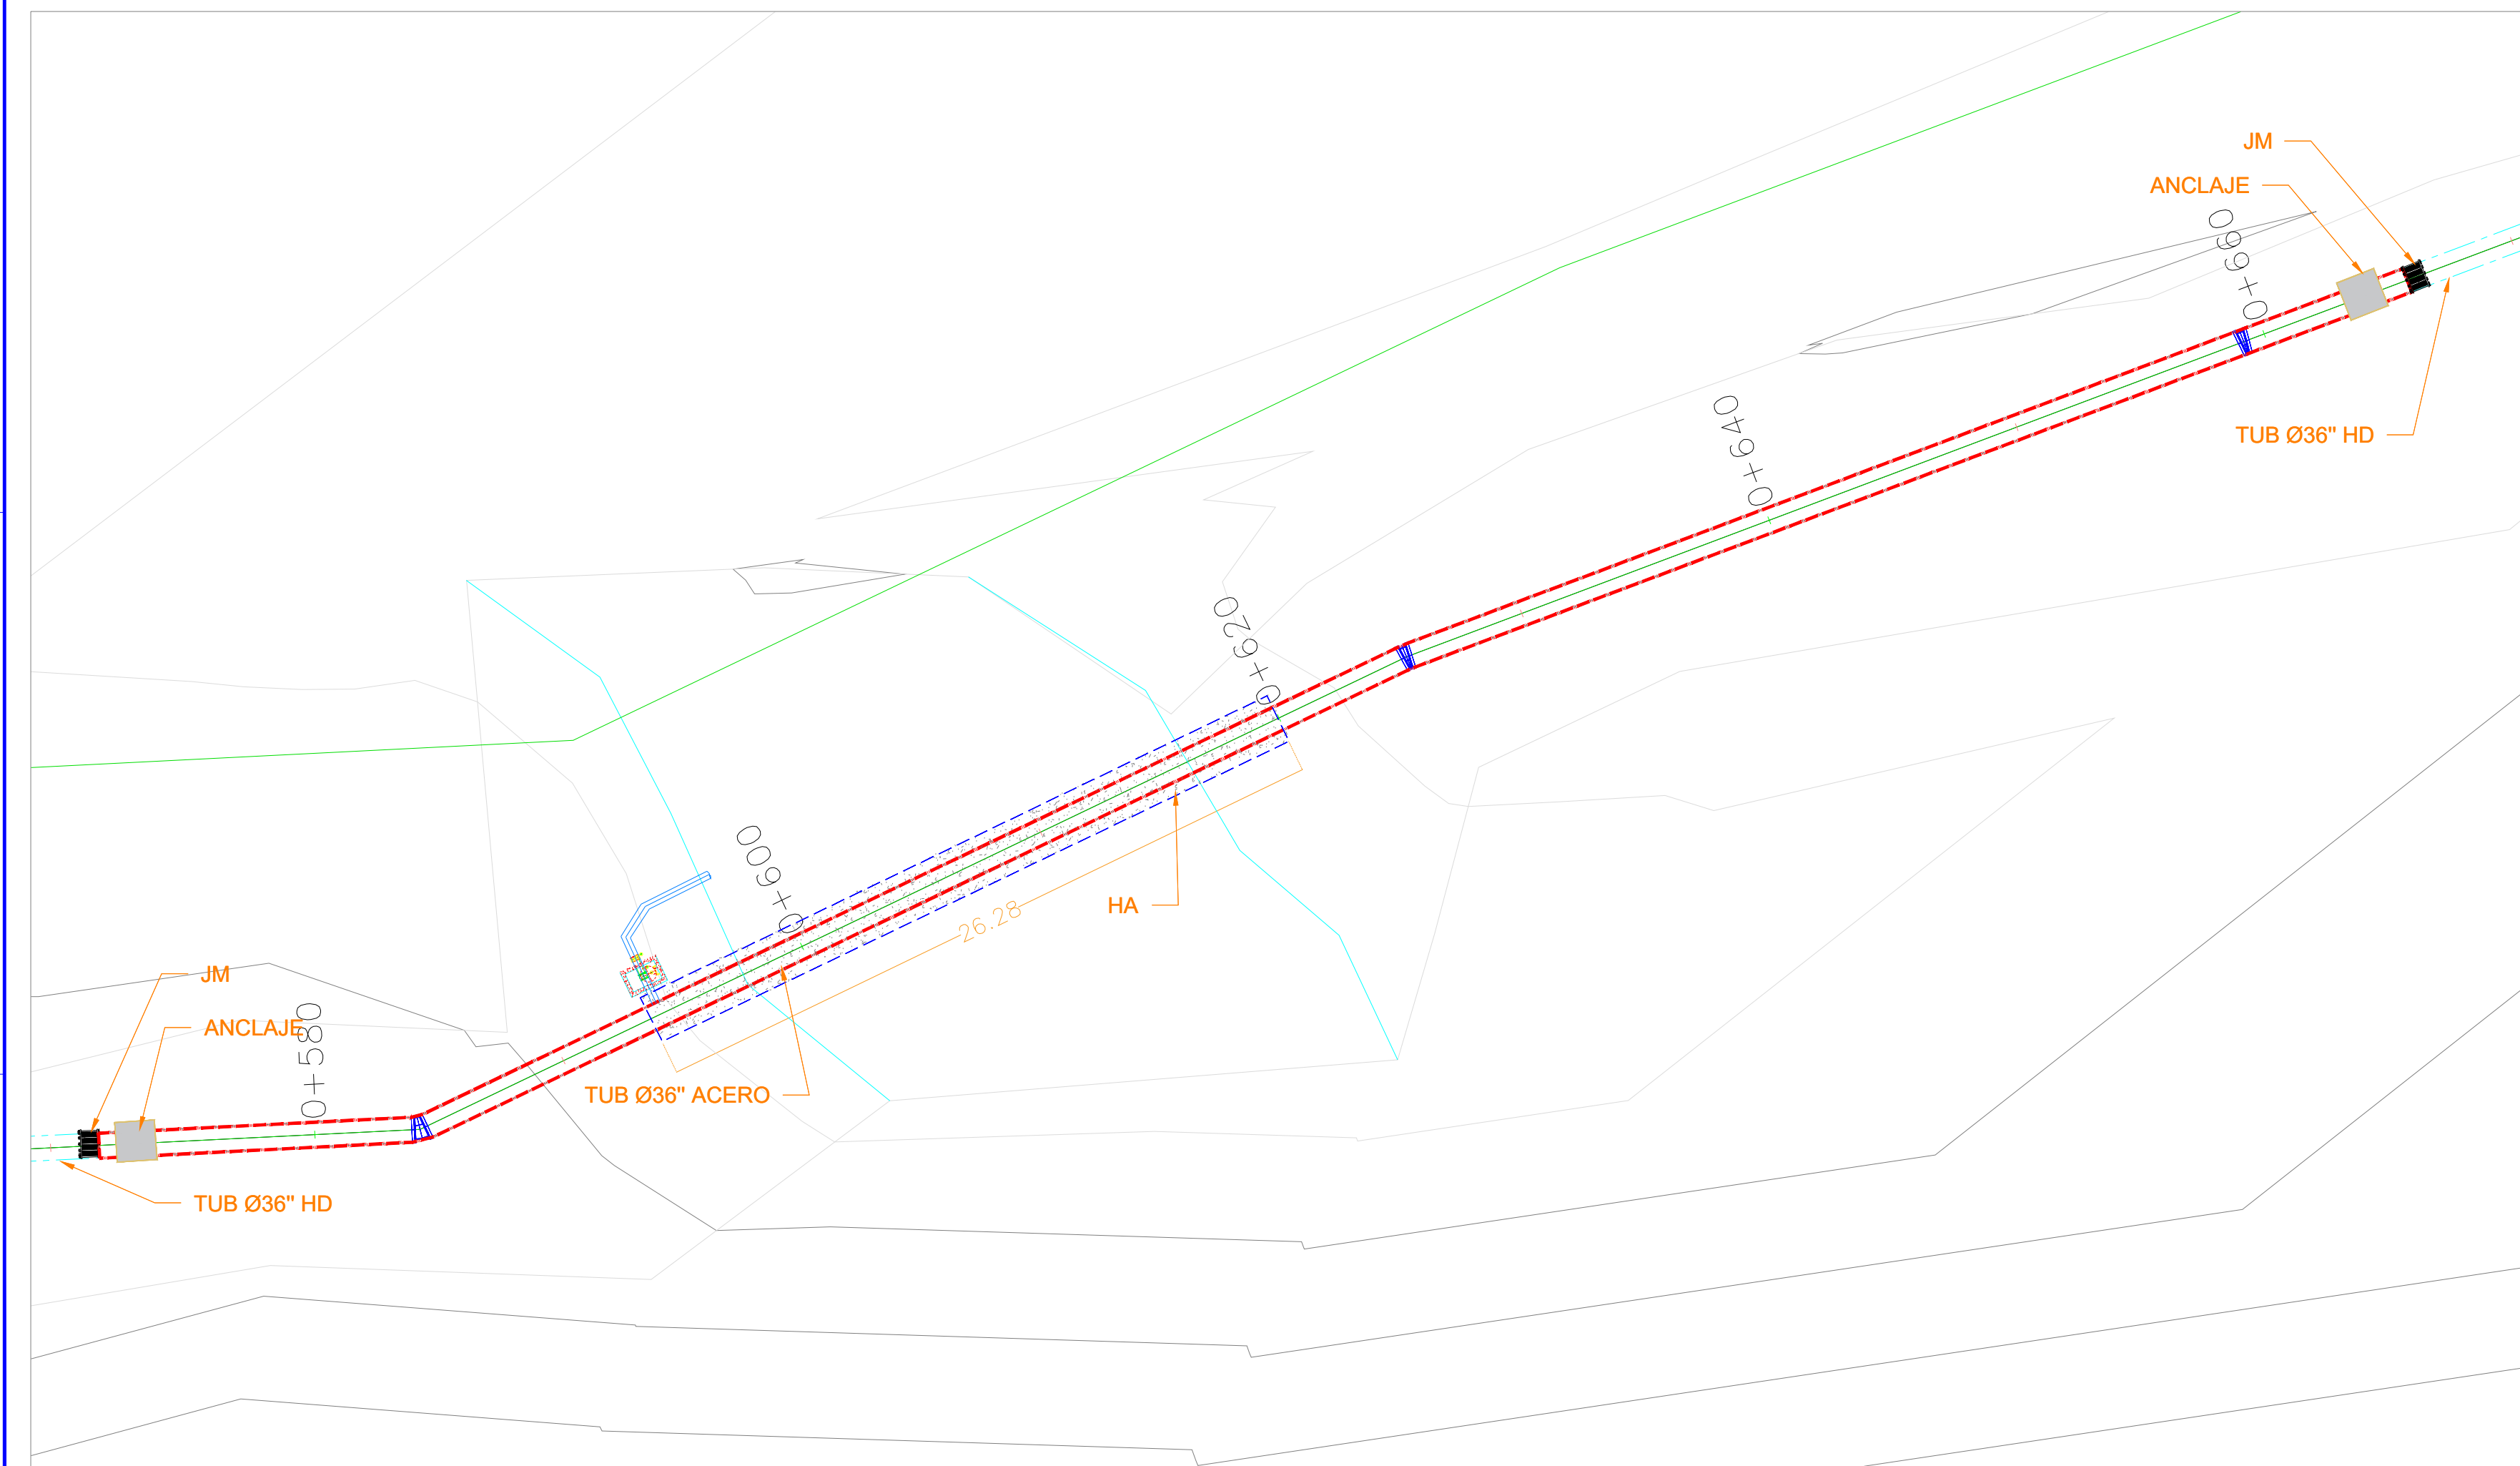 JM
ANCLAJE
0+660
TUB Ø36" HD
0+640
0+620
0+600
26.28
HA
JM
ANCLAJE
0+580
TUB Ø36" ACERO
TUB Ø36" HD